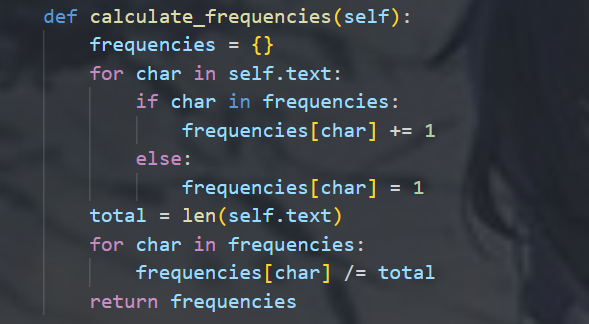 def calculate_frequencies(self):
    frequencies = {}
    for char in self.text:
        if char in frequencies:
            frequencies[char] += 1
        else:
            frequencies[char] = 1
    total = len(self.text)
    for char in frequencies:
        frequencies[char] /= total
    return frequencies